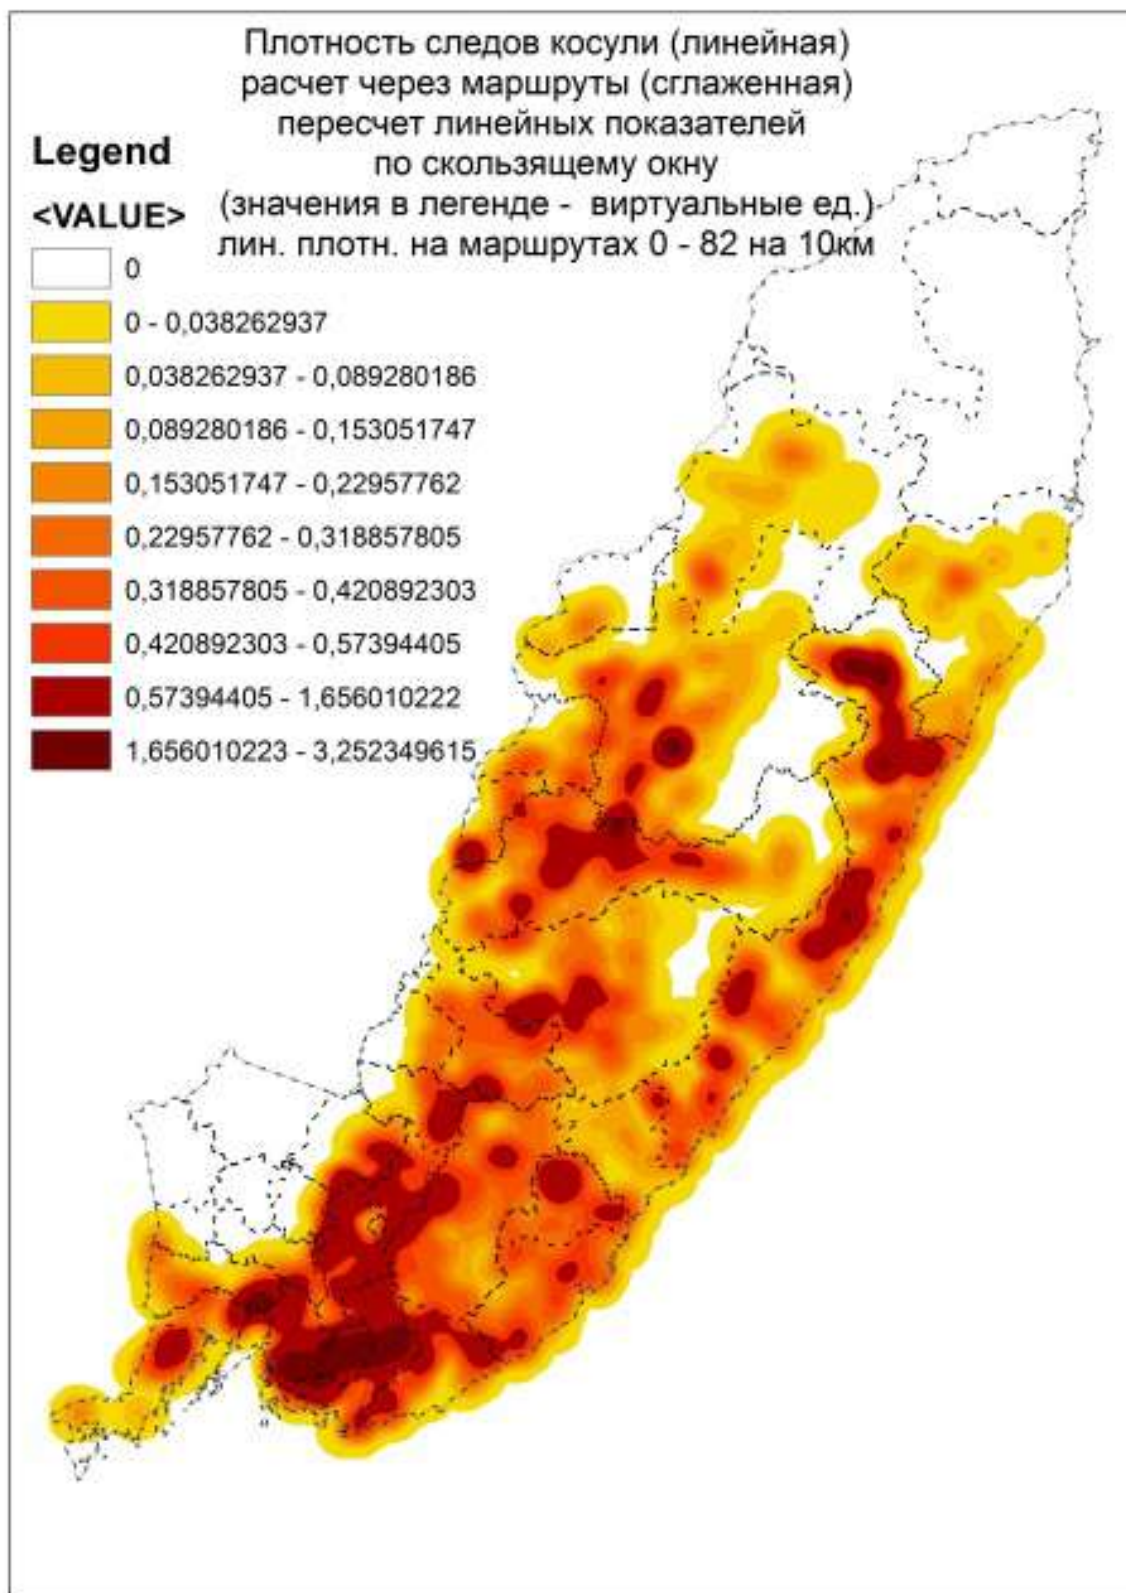 Плотность следов косули (линейная)
расчет через маршруты (сглаженная)
пересчет линейных показателей
по скользящему окну
(значения в легенде - виртуальные ед.)
лин. плотн. на маршрутах 0 - 82 на 10км
Legend
<VALUE>
0
0 - 0,038262937
0,038262937 - 0,089280186
0,089280186 - 0,153051747
0,153051747 - 0,22957762
0,22957762 - 0,318857805
0,318857805 - 0,420892303
0,420892303 - 0,57394405
0,57394405 - 1,656010222
1,656010223 - 3,252349615